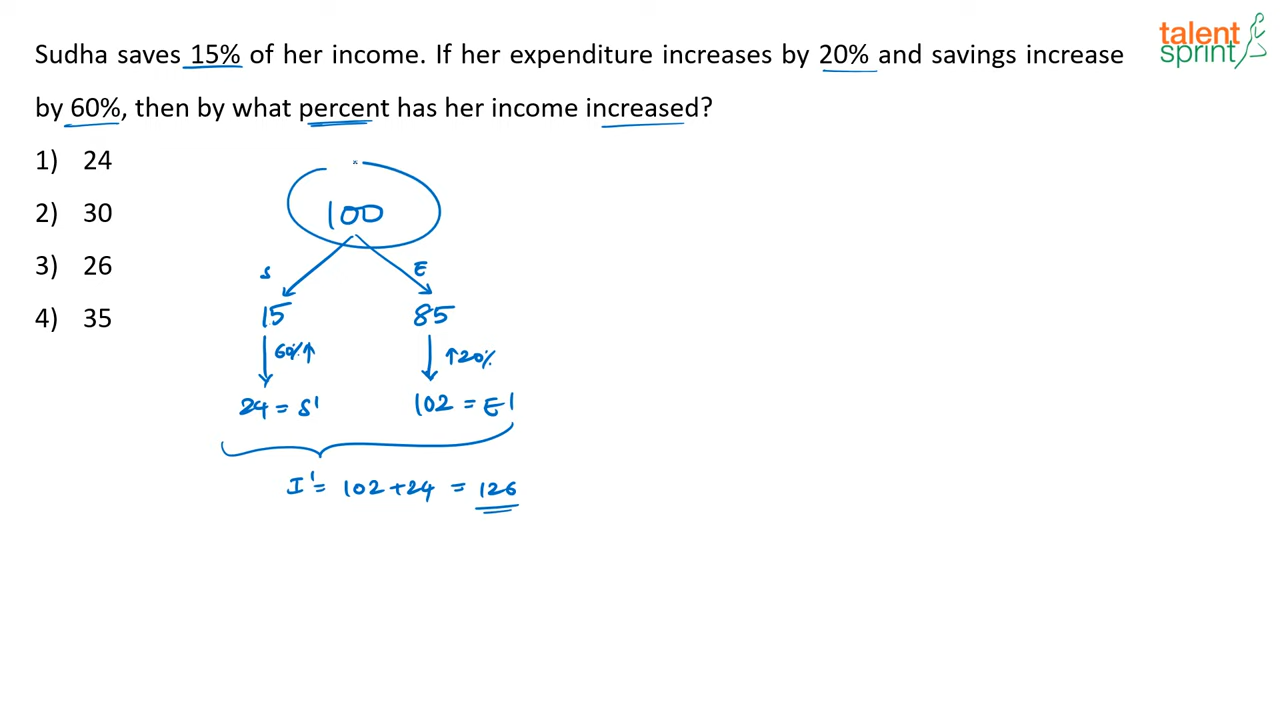 talent
sprint
Sudha saves 15% of her income. If her expenditure increases by 20% and savings increase
by 60%, then by what percent has her income increased?
1) 24
2) 30
3) 26
4) 35
100
S E
15 85
60%↑ ↑20%
24 = S' 102 = E'
I' = 102+24 = 126